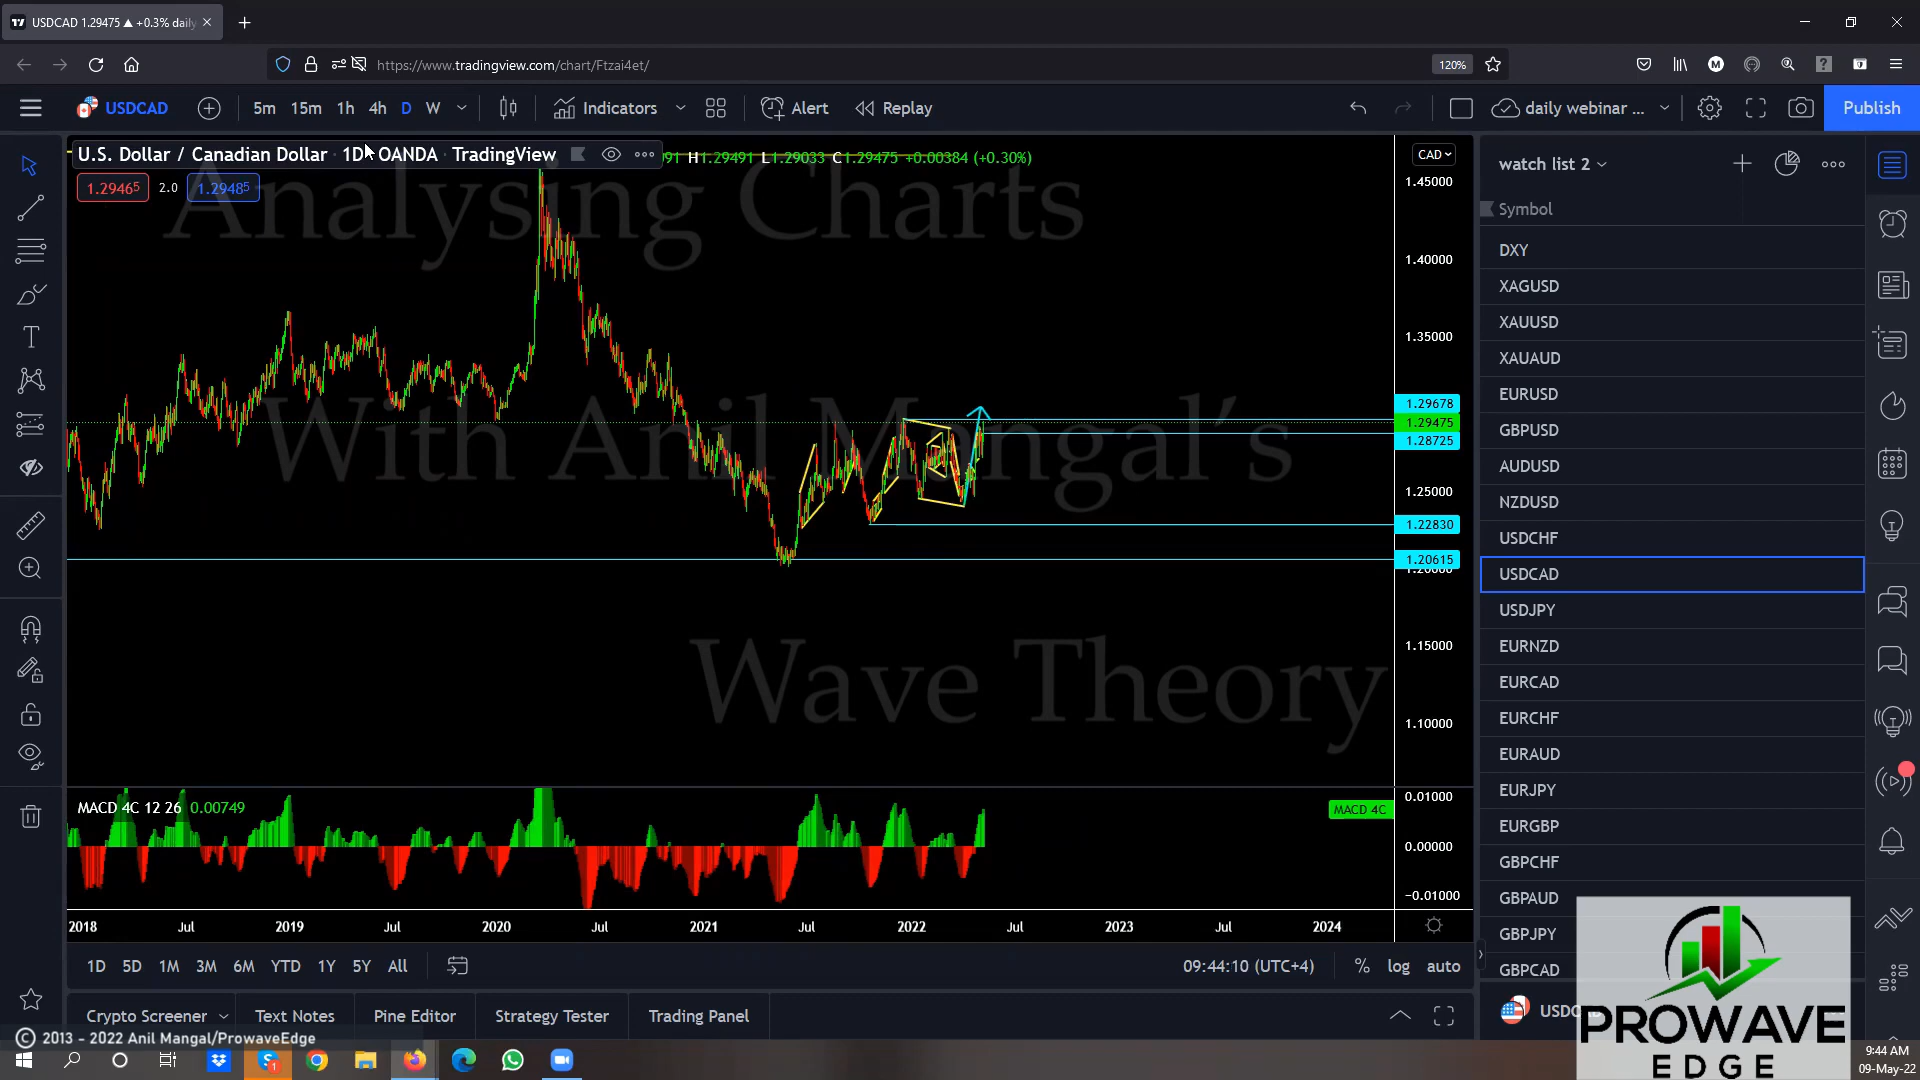 USDCAD 1.29475 ▲ +0.3% daily
https://www.tradingview.com/chart/Ftzai4et/
120%
USDCAD
5m 15m 1h 4h D W
Indicators
Alert
Replay
daily webinar ...
Publish
U.S. Dollar / Canadian Dollar · 1D · OANDA · TradingView
91 H1.29491 L1.29033 C1.29475 +0.00384 (+0.30%)
1.29465 2.0 1.29485
CAD
Analysing Charts
With Anil Mangal's
Wave Theory
1.45000
1.40000
1.35000
1.29678
1.29475
1.28725
1.25000
1.22830
1.20615
1.20000
1.15000
1.10000
MACD 4C 12 26 0.00749
MACD 4C
0.01000
0.00000
−0.01000
2018 Jul 2019 Jul 2020 Jul 2021 Jul 2022 Jul 2023 Jul 2024
1D 5D 1M 3M 6M YTD 1Y 5Y All
09:44:10 (UTC+4)
% log auto
Crypto Screener
Text Notes
Pine Editor
Strategy Tester
Trading Panel
© 2013 - 2022 Anil Mangal/ProwaveEdge
watch list 2
Symbol
DXY
XAGUSD
XAUUSD
XAUAUD
EURUSD
GBPUSD
AUDUSD
NZDUSD
USDCHF
USDCAD
USDJPY
EURNZD
EURCAD
EURCHF
EURAUD
EURJPY
EURGBP
GBPCHF
GBPAUD
GBPJPY
GBPCAD
PROWAVE
EDGE
9:44 AM
09-May-22